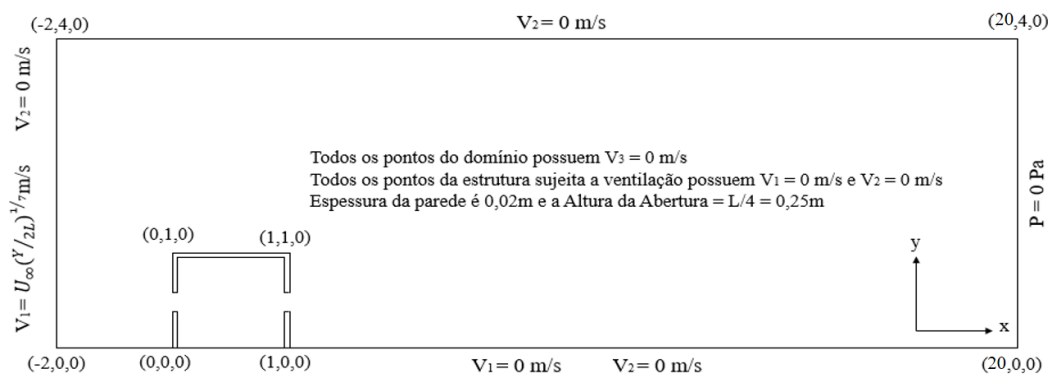 V₂ = 0 m/s
(-2,4,0)
(20,4,0)
V₂ = 0 m/s
V₁ = U∞(Y/2L)^1/7 m/s
Todos os pontos do domínio possuem V₃ = 0 m/s
Todos os pontos da estrutura sujeita a ventilação possuem V₁ = 0 m/s e V₂ = 0 m/s
Espessura da parede é 0,02m e a Altura da Abertura = L/4 = 0,25m
P = 0 Pa
(0,1,0)
(1,1,0)
y
x
(-2,0,0)
(0,0,0)
(1,0,0)
V₁ = 0 m/s
V₂ = 0 m/s
(20,0,0)